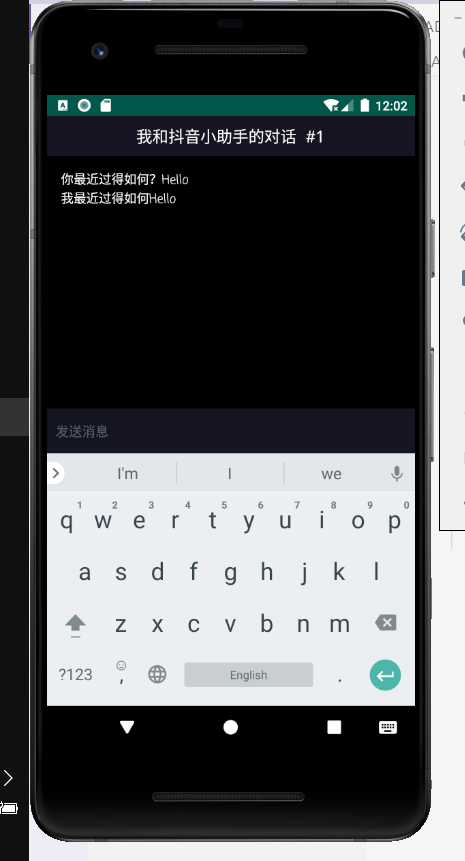 12:02
我和抖音小助手的对话 #1
你最近过得如何？Hello
我最近过得如何Hello
发送消息
I'm I we
1 2 3 4 5 6 7 8 9 0
q w e r t y u i o p
a s d f g h j k l
z x c v b n m
?123 , English .